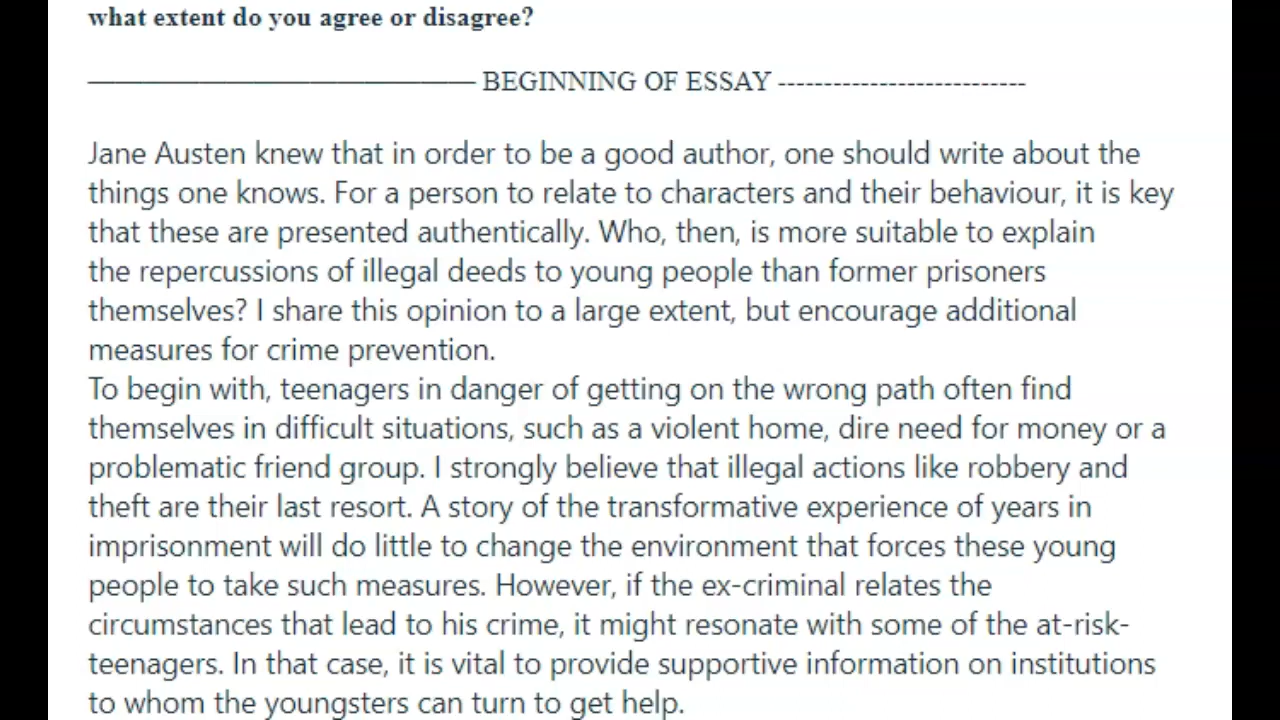 what extent do you agree or disagree?
————————————————— BEGINNING OF ESSAY ---------------------------
Jane Austen knew that in order to be a good author, one should write about the
things one knows. For a person to relate to characters and their behaviour, it is key
that these are presented authentically. Who, then, is more suitable to explain
the repercussions of illegal deeds to young people than former prisoners
themselves? I share this opinion to a large extent, but encourage additional
measures for crime prevention.
To begin with, teenagers in danger of getting on the wrong path often find
themselves in difficult situations, such as a violent home, dire need for money or a
problematic friend group. I strongly believe that illegal actions like robbery and
theft are their last resort. A story of the transformative experience of years in
imprisonment will do little to change the environment that forces these young
people to take such measures. However, if the ex-criminal relates the
circumstances that lead to his crime, it might resonate with some of the at-risk-
teenagers. In that case, it is vital to provide supportive information on institutions
to whom the youngsters can turn to get help.